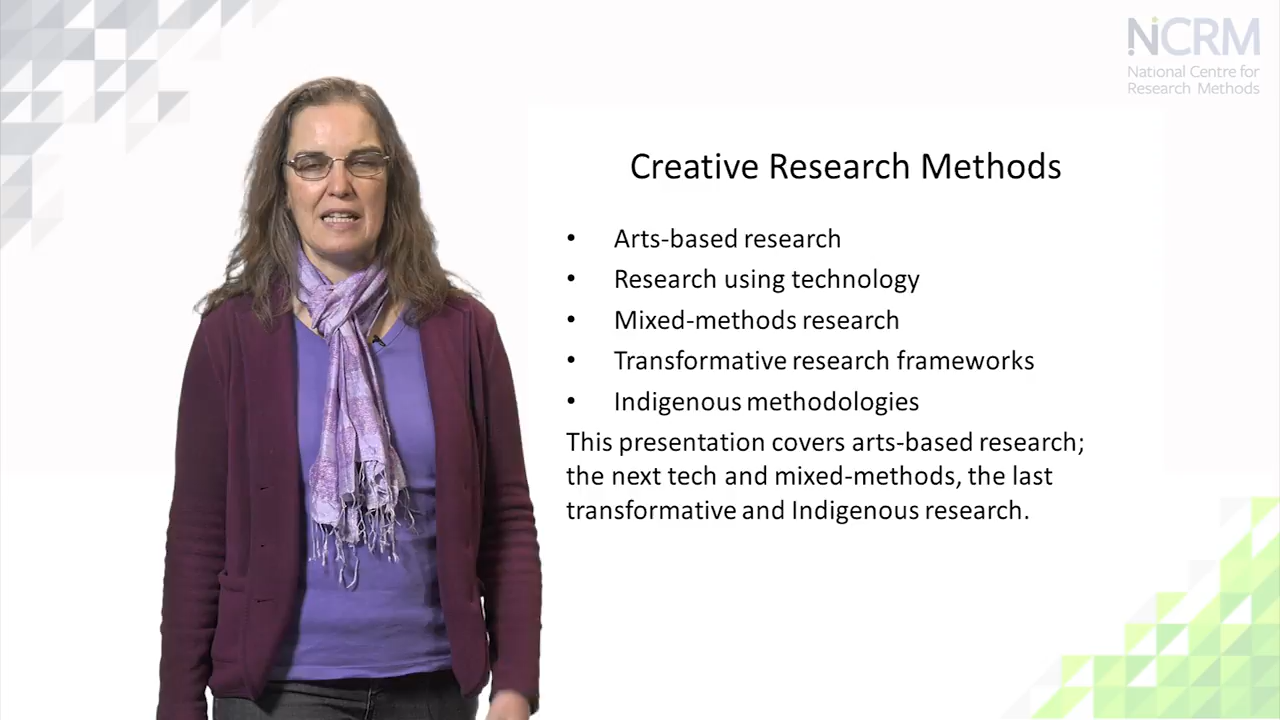 NCRM
National Centre for
Research Methods
Creative Research Methods
• Arts-based research
• Research using technology
• Mixed-methods research
• Transformative research frameworks
• Indigenous methodologies
This presentation covers arts-based research;
the next tech and mixed-methods, the last
transformative and Indigenous research.